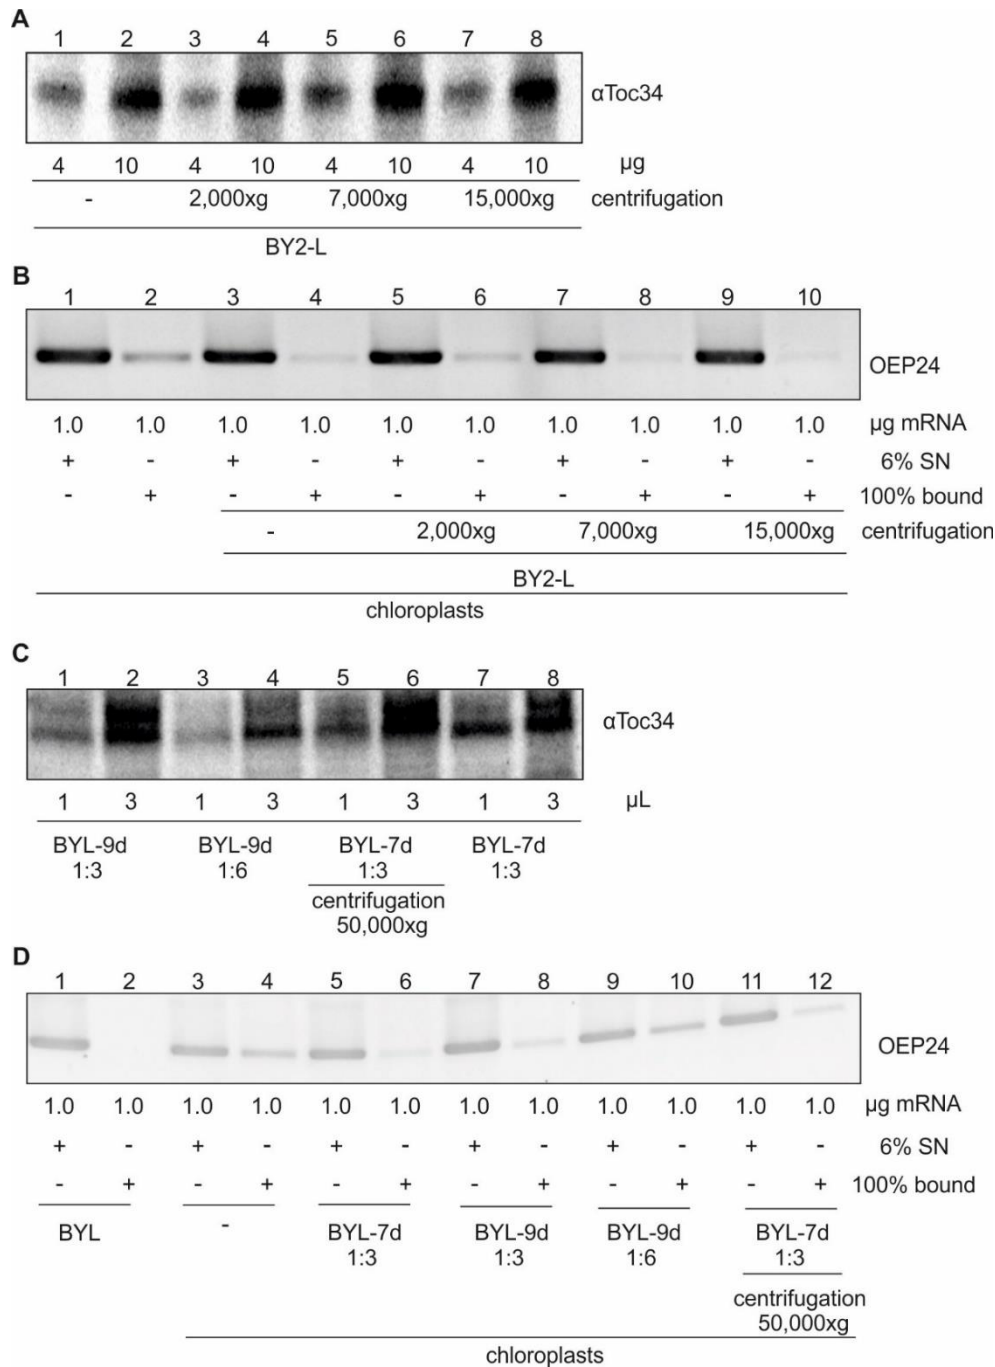 A
1 2 3 4 5 6 7 8
αToc34
4 10 4 10 4 10 4 10 µg
- 2,000xg 7,000xg 15,000xg centrifugation
BY2-L
B
1 2 3 4 5 6 7 8 9 10
OEP24
1.0 1.0 1.0 1.0 1.0 1.0 1.0 1.0 1.0 1.0 µg mRNA
+ - + - + - + - + - 6% SN
- + - + - + - + - + 100% bound
- 2,000xg 7,000xg 15,000xg centrifugation
BY2-L
chloroplasts
C
1 2 3 4 5 6 7 8
αToc34
1 3 1 3 1 3 1 3 µL
BYL-9d BYL-9d BYL-7d BYL-7d
1:3 1:6 1:3 1:3
centrifugation
50,000xg
D
1 2 3 4 5 6 7 8 9 10 11 12
OEP24
1.0 1.0 1.0 1.0 1.0 1.0 1.0 1.0 1.0 1.0 1.0 1.0 µg mRNA
+ - + - + - + - + - + - 6% SN
- + - + - + - + - + - + 100% bound
BYL - BYL-7d BYL-9d BYL-9d BYL-7d
1:3 1:3 1:6 1:3
centrifugation
50,000xg
chloroplasts